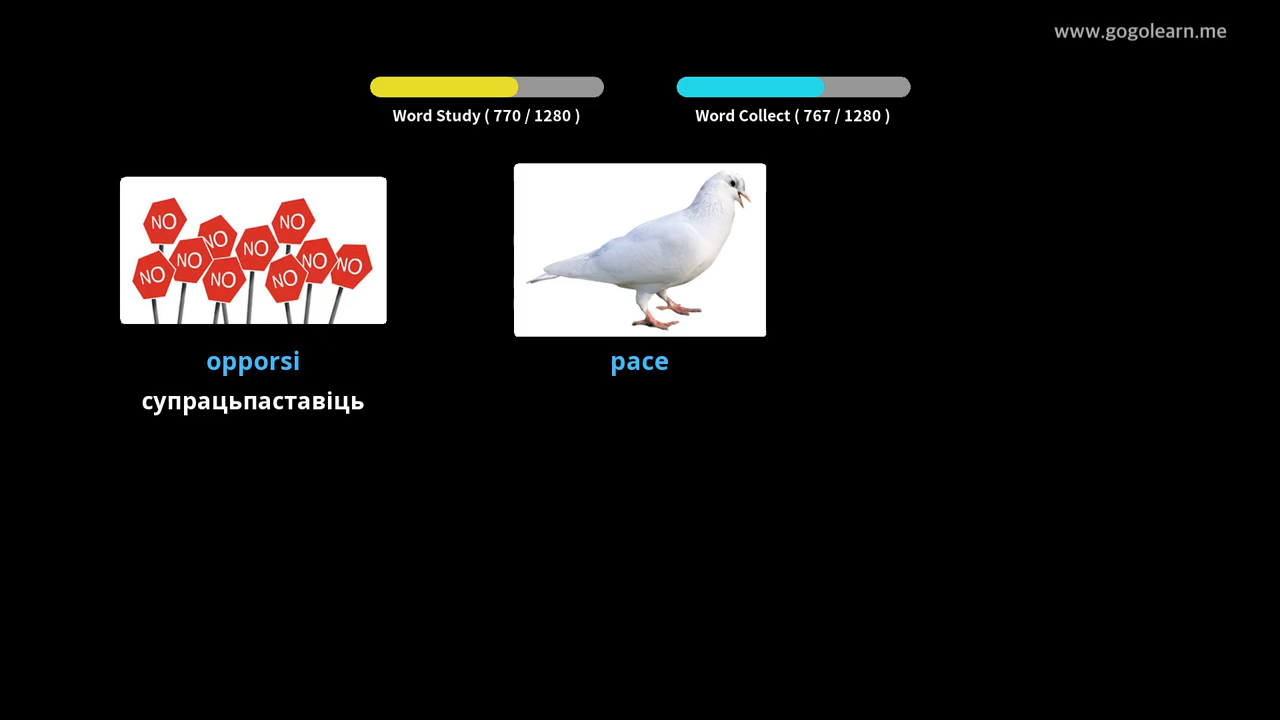 www.gogolearn.me
Word Study ( 770 / 1280 )
Word Collect ( 767 / 1280 )
NO
NO
NO
NO
NO
NO
NO
NO
NO
NO
opporsi
супрацьпаставіць
pace